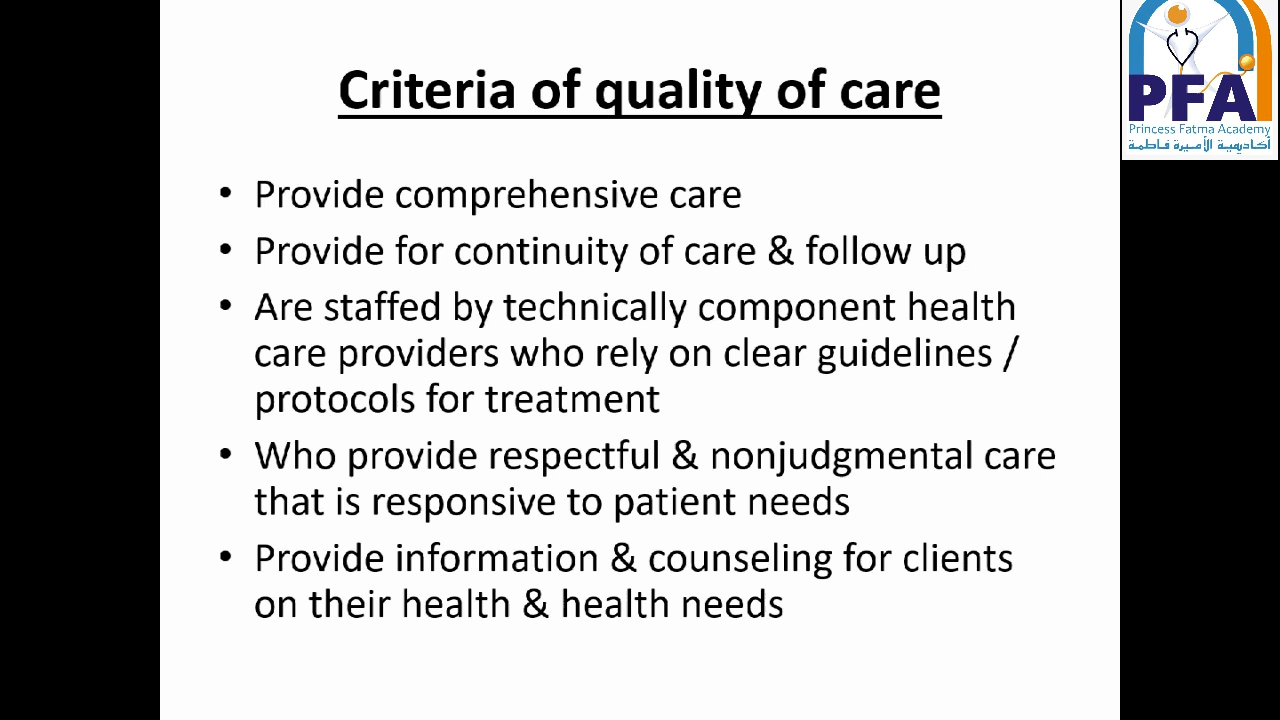 Criteria of quality of care
PFA
Princess Fatma Academy
أكاديمية الأميرة فاطمة
• Provide comprehensive care
• Provide for continuity of care & follow up
• Are staffed by technically component health
care providers who rely on clear guidelines /
protocols for treatment
• Who provide respectful & nonjudgmental care
that is responsive to patient needs
• Provide information & counseling for clients
on their health & health needs